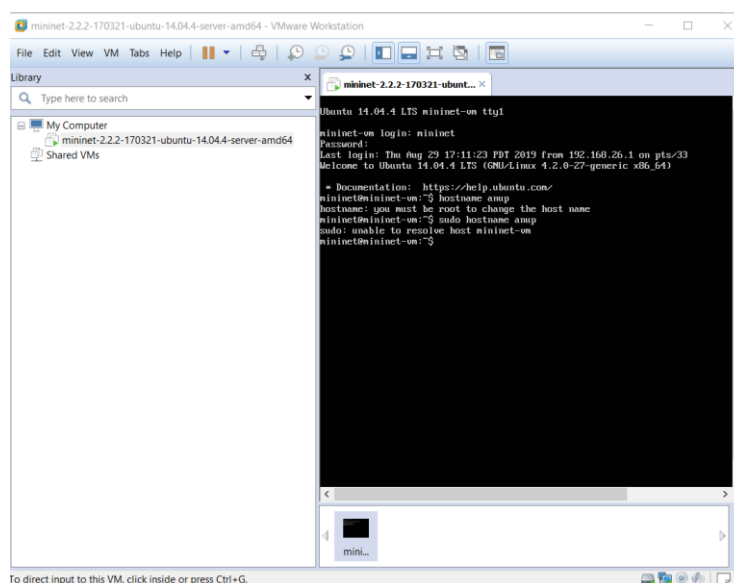 mininet-2.2.2-170321-ubuntu-14.04.4-server-amd64 - VMware Workstation
File Edit View VM Tabs Help
Library x
Type here to search
My Computer
mininet-2.2.2-170321-ubuntu-14.04.4-server-amd64
Shared VMs
mininet-2.2.2-170321-ubunt... ×
Ubuntu 14.04.4 LTS mininet-vm tty1
mininet-vm login: mininet
Password:
Last login: Thu Aug 29 17:11:23 PDT 2019 from 192.168.26.1 on pts/33
Welcome to Ubuntu 14.04.4 LTS (GNU/Linux 4.2.0-27-generic x86_64)
* Documentation: https://help.ubuntu.com/
mininet@mininet-vm:~$ hostname anup
hostname: you must be root to change the host name
mininet@mininet-vm:~$ sudo hostname anup
sudo: unable to resolve host mininet-vm
mininet@mininet-vm:~$
mini...
To direct input to this VM, click inside or press Ctrl+G.